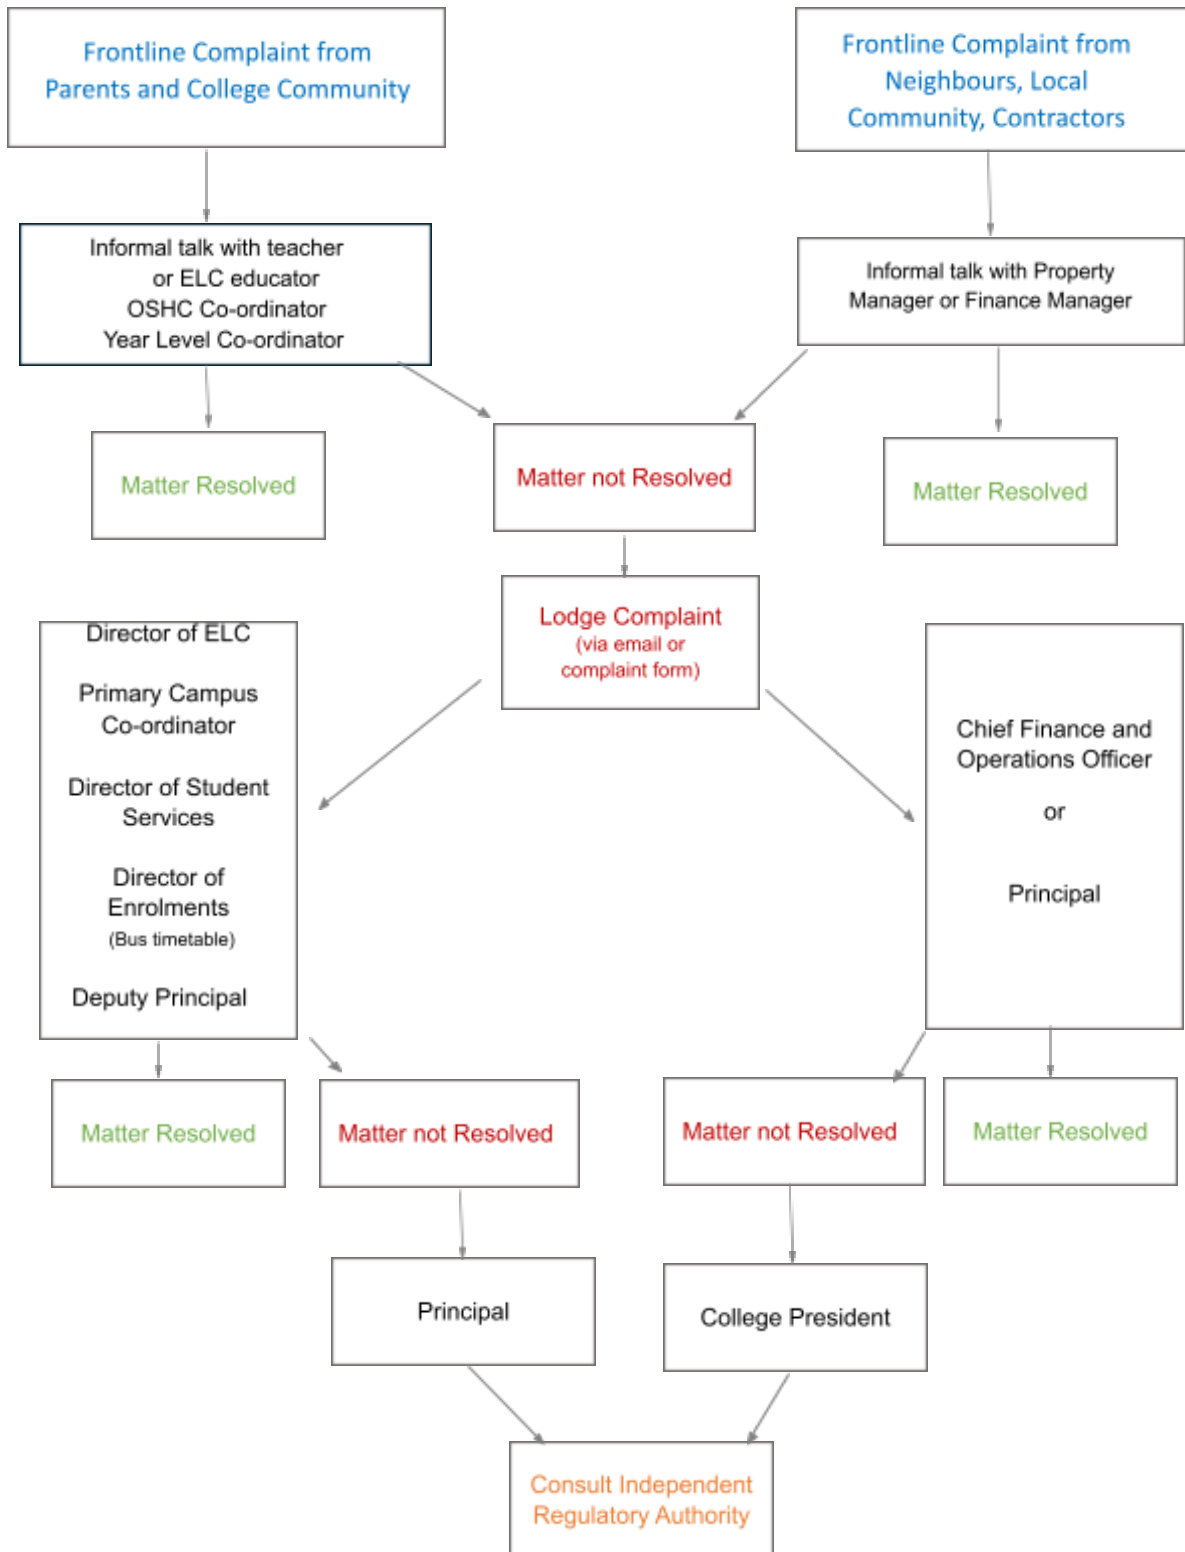 Frontline Complaint from
Parents and College Community
Frontline Complaint from
Neighbours, Local
Community, Contractors
Informal talk with teacher
or ELC educator
OSHC Co-ordinator
Year Level Co-ordinator
Informal talk with Property
Manager or Finance Manager
Matter Resolved
Matter not Resolved
Matter Resolved
Lodge Complaint
(via email or
complaint form)
Director of ELC
Primary Campus
Co-ordinator
Director of Student
Services
Director of
Enrolments
(Bus timetable)
Deputy Principal
Chief Finance and
Operations Officer
or
Principal
Matter Resolved
Matter not Resolved
Matter not Resolved
Matter Resolved
Principal
College President
Consult Independent
Regulatory Authority